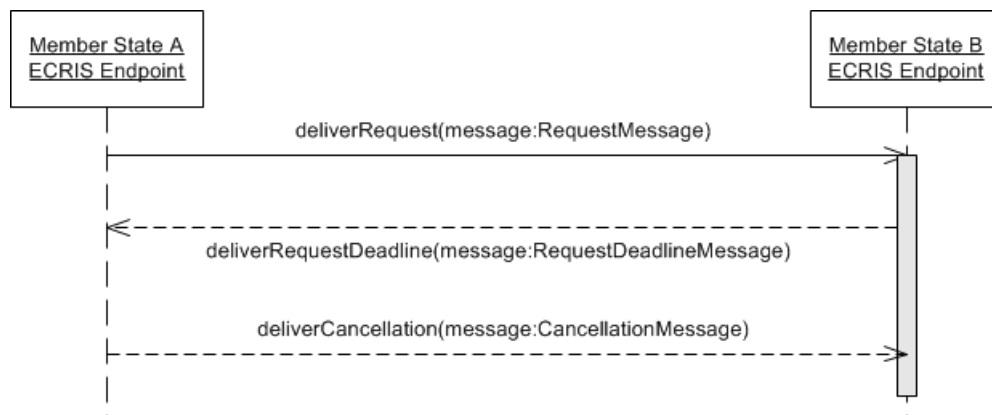 Member State A
ECRIS Endpoint
Member State B
ECRIS Endpoint
deliverRequest(message:RequestMessage)
deliverRequestDeadline(message:RequestDeadlineMessage)
deliverCancellation(message:CancellationMessage)